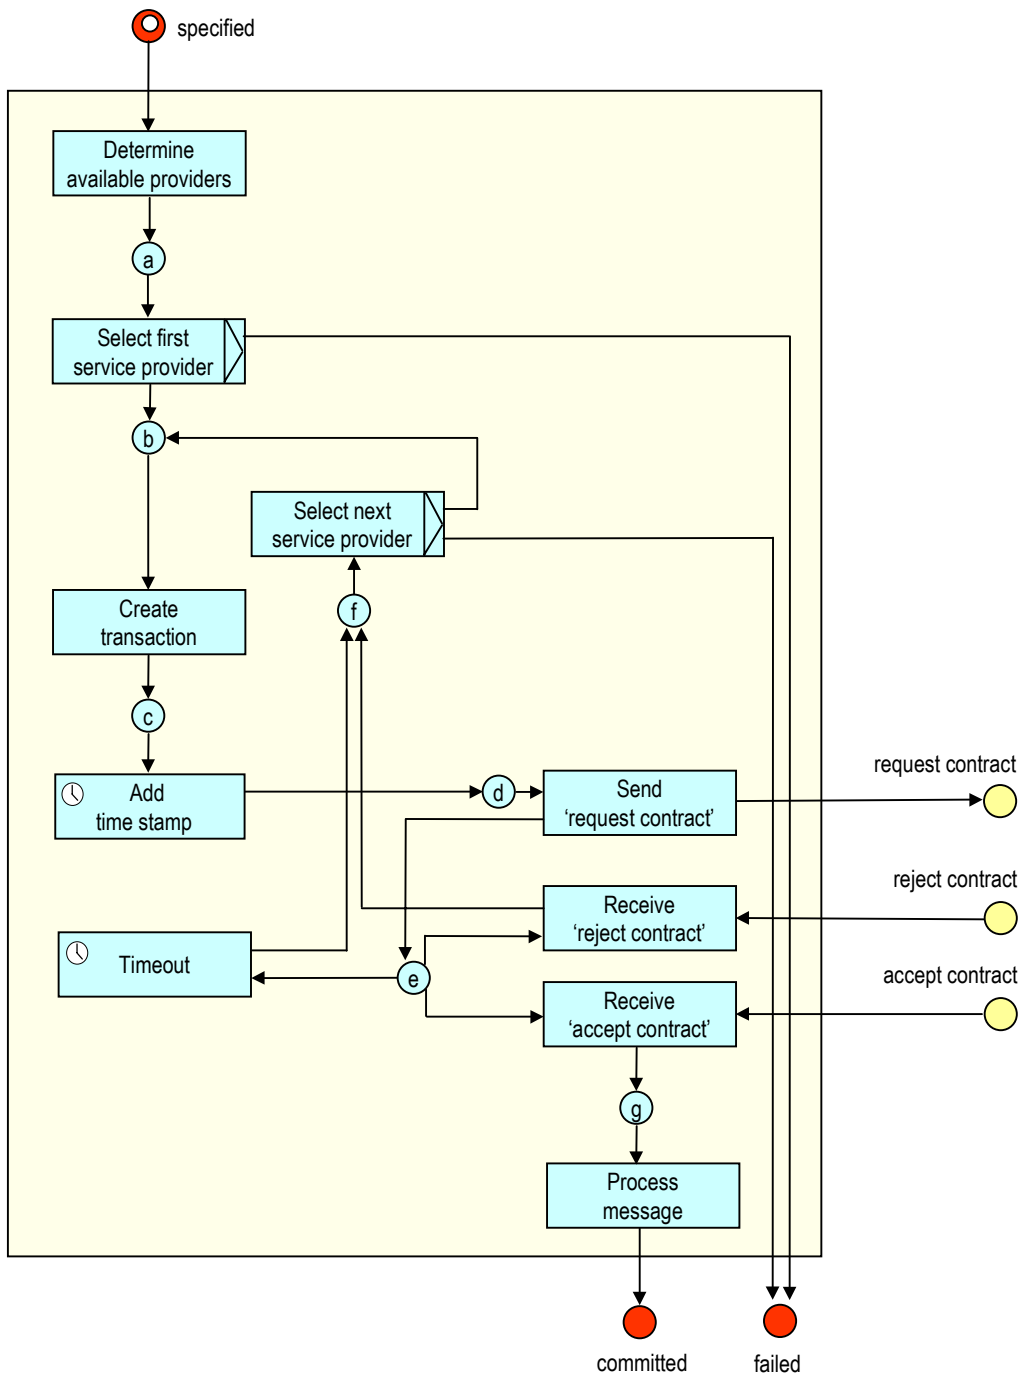 specified
Determine
available providers
a
Select first
service provider
b
Select next
service provider
f
Create
transaction
c
request contract
Add
time stamp
d
Send
‘request contract’
reject contract
Receive
‘reject contract’
Timeout
e
accept contract
Receive
‘accept contract’
g
Process
message
committed
failed